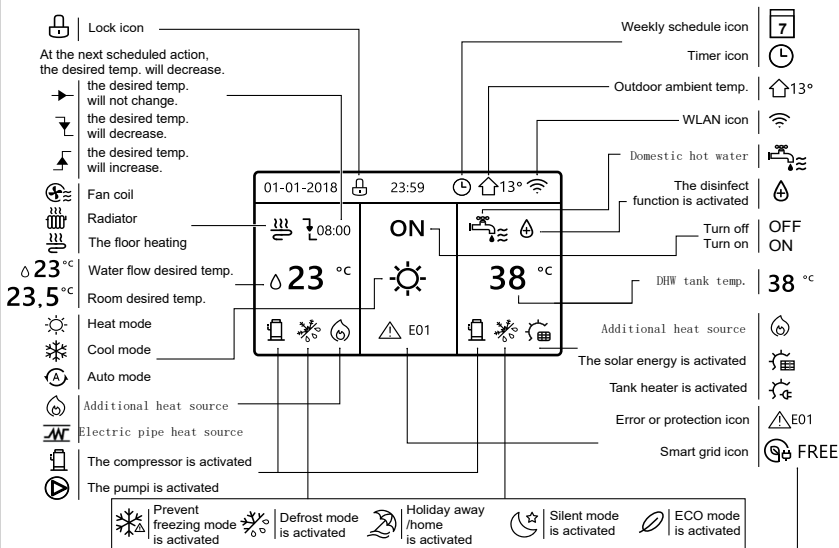 Lock icon
At the next scheduled action,
the desired temp. will decrease.
the desired temp.
will not change.
the desired temp.
will decrease.
the desired temp.
will increase.
Fan coil
Radiator
The floor heating
23 °C
Water flow desired temp.
23,5 °C
Room desired temp.
Heat mode
Cool mode
A
Auto mode
Additional heat source
Electric pipe heat source
The compressor is activated
The pumpi is activated
01-01-2018
23:59
13°
08:00
ON
23 °C
38 °C
E01
Weekly schedule icon
7
Timer icon
Outdoor ambient temp.
13°
WLAN icon
Domestic hot water
The disinfect
function is activated
Turn off
OFF
Turn on
ON
DHW tank temp.
38 °C
Additional heat source
The solar energy is activated
Tank heater is activated
Error or protection icon
E01
Smart grid icon
FREE
Prevent
freezing mode
is activated
Defrost mode
is activated
Holiday away
/home
is activated
Silent mode
is activated
ECO mode
is activated